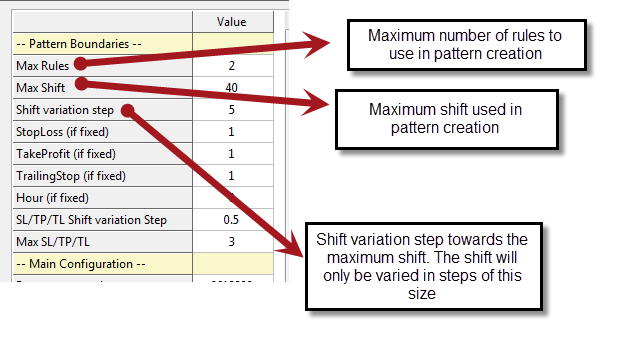 Value
-- Pattern Boundaries --
Max Rules 2
Max Shift 40
Shift variation step 5
StopLoss (if fixed) 1
TakeProfit (if fixed) 1
TrailingStop (if fixed) 1
Hour (if fixed)
SL/TP/TL Shift variation Step 0.5
Max SL/TP/TL 3
-- Main Configuration --
Maximum number of rules to
use in pattern creation
Maximum shift used in
pattern creation
Shift variation step towards the
maximum shift. The shift will
only be varied in steps of this
size